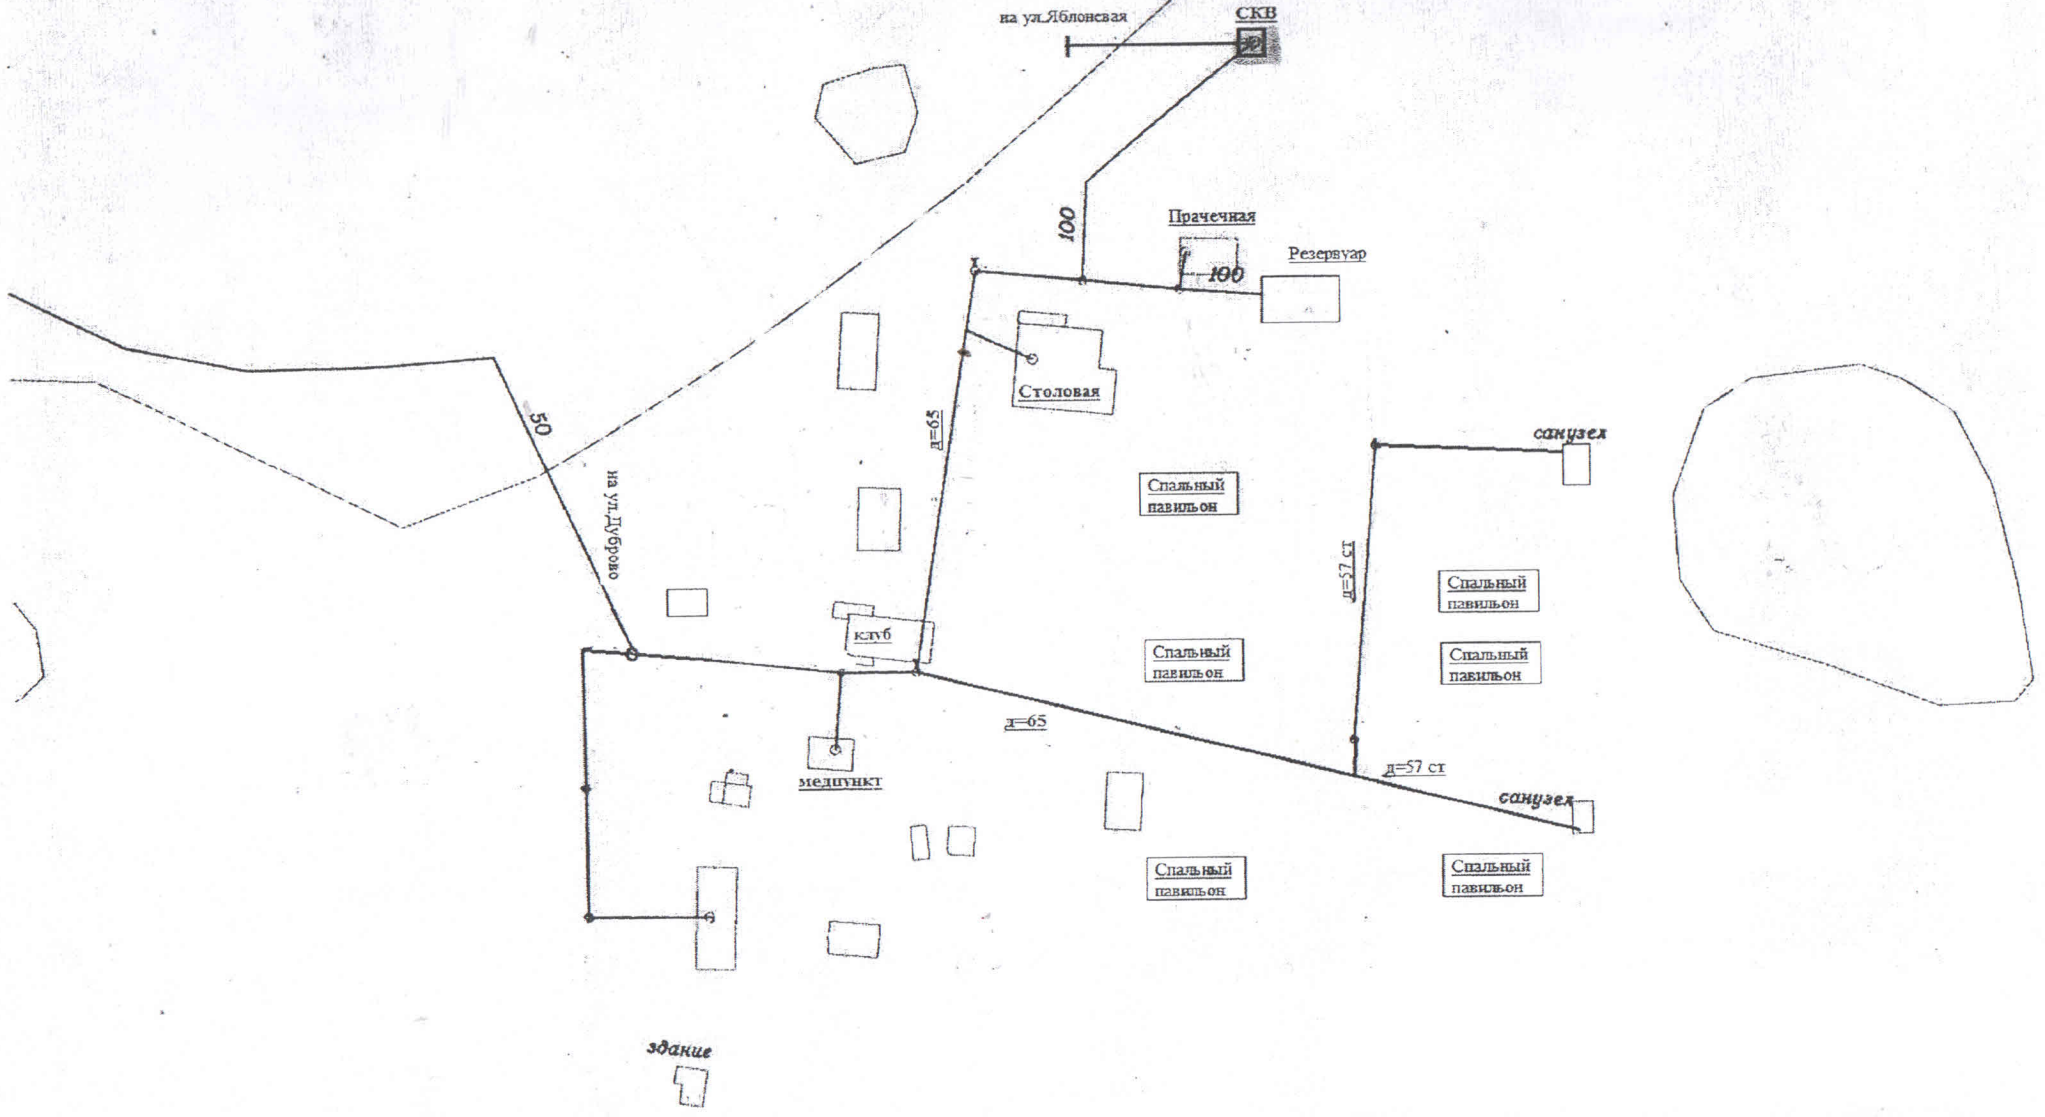 на ул.Яблоневая
СКВ
100
Прачечная
Резервуар
100
Столовая
д=65
50
на ул.Дуброво
санузел
Спальный
павильон
д=57 ст
Спальный
павильон
клуб
Спальный
павильон
Спальный
павильон
д=65
медпункт
д=57 ст
санузел
Спальный
павильон
Спальный
павильон
здание